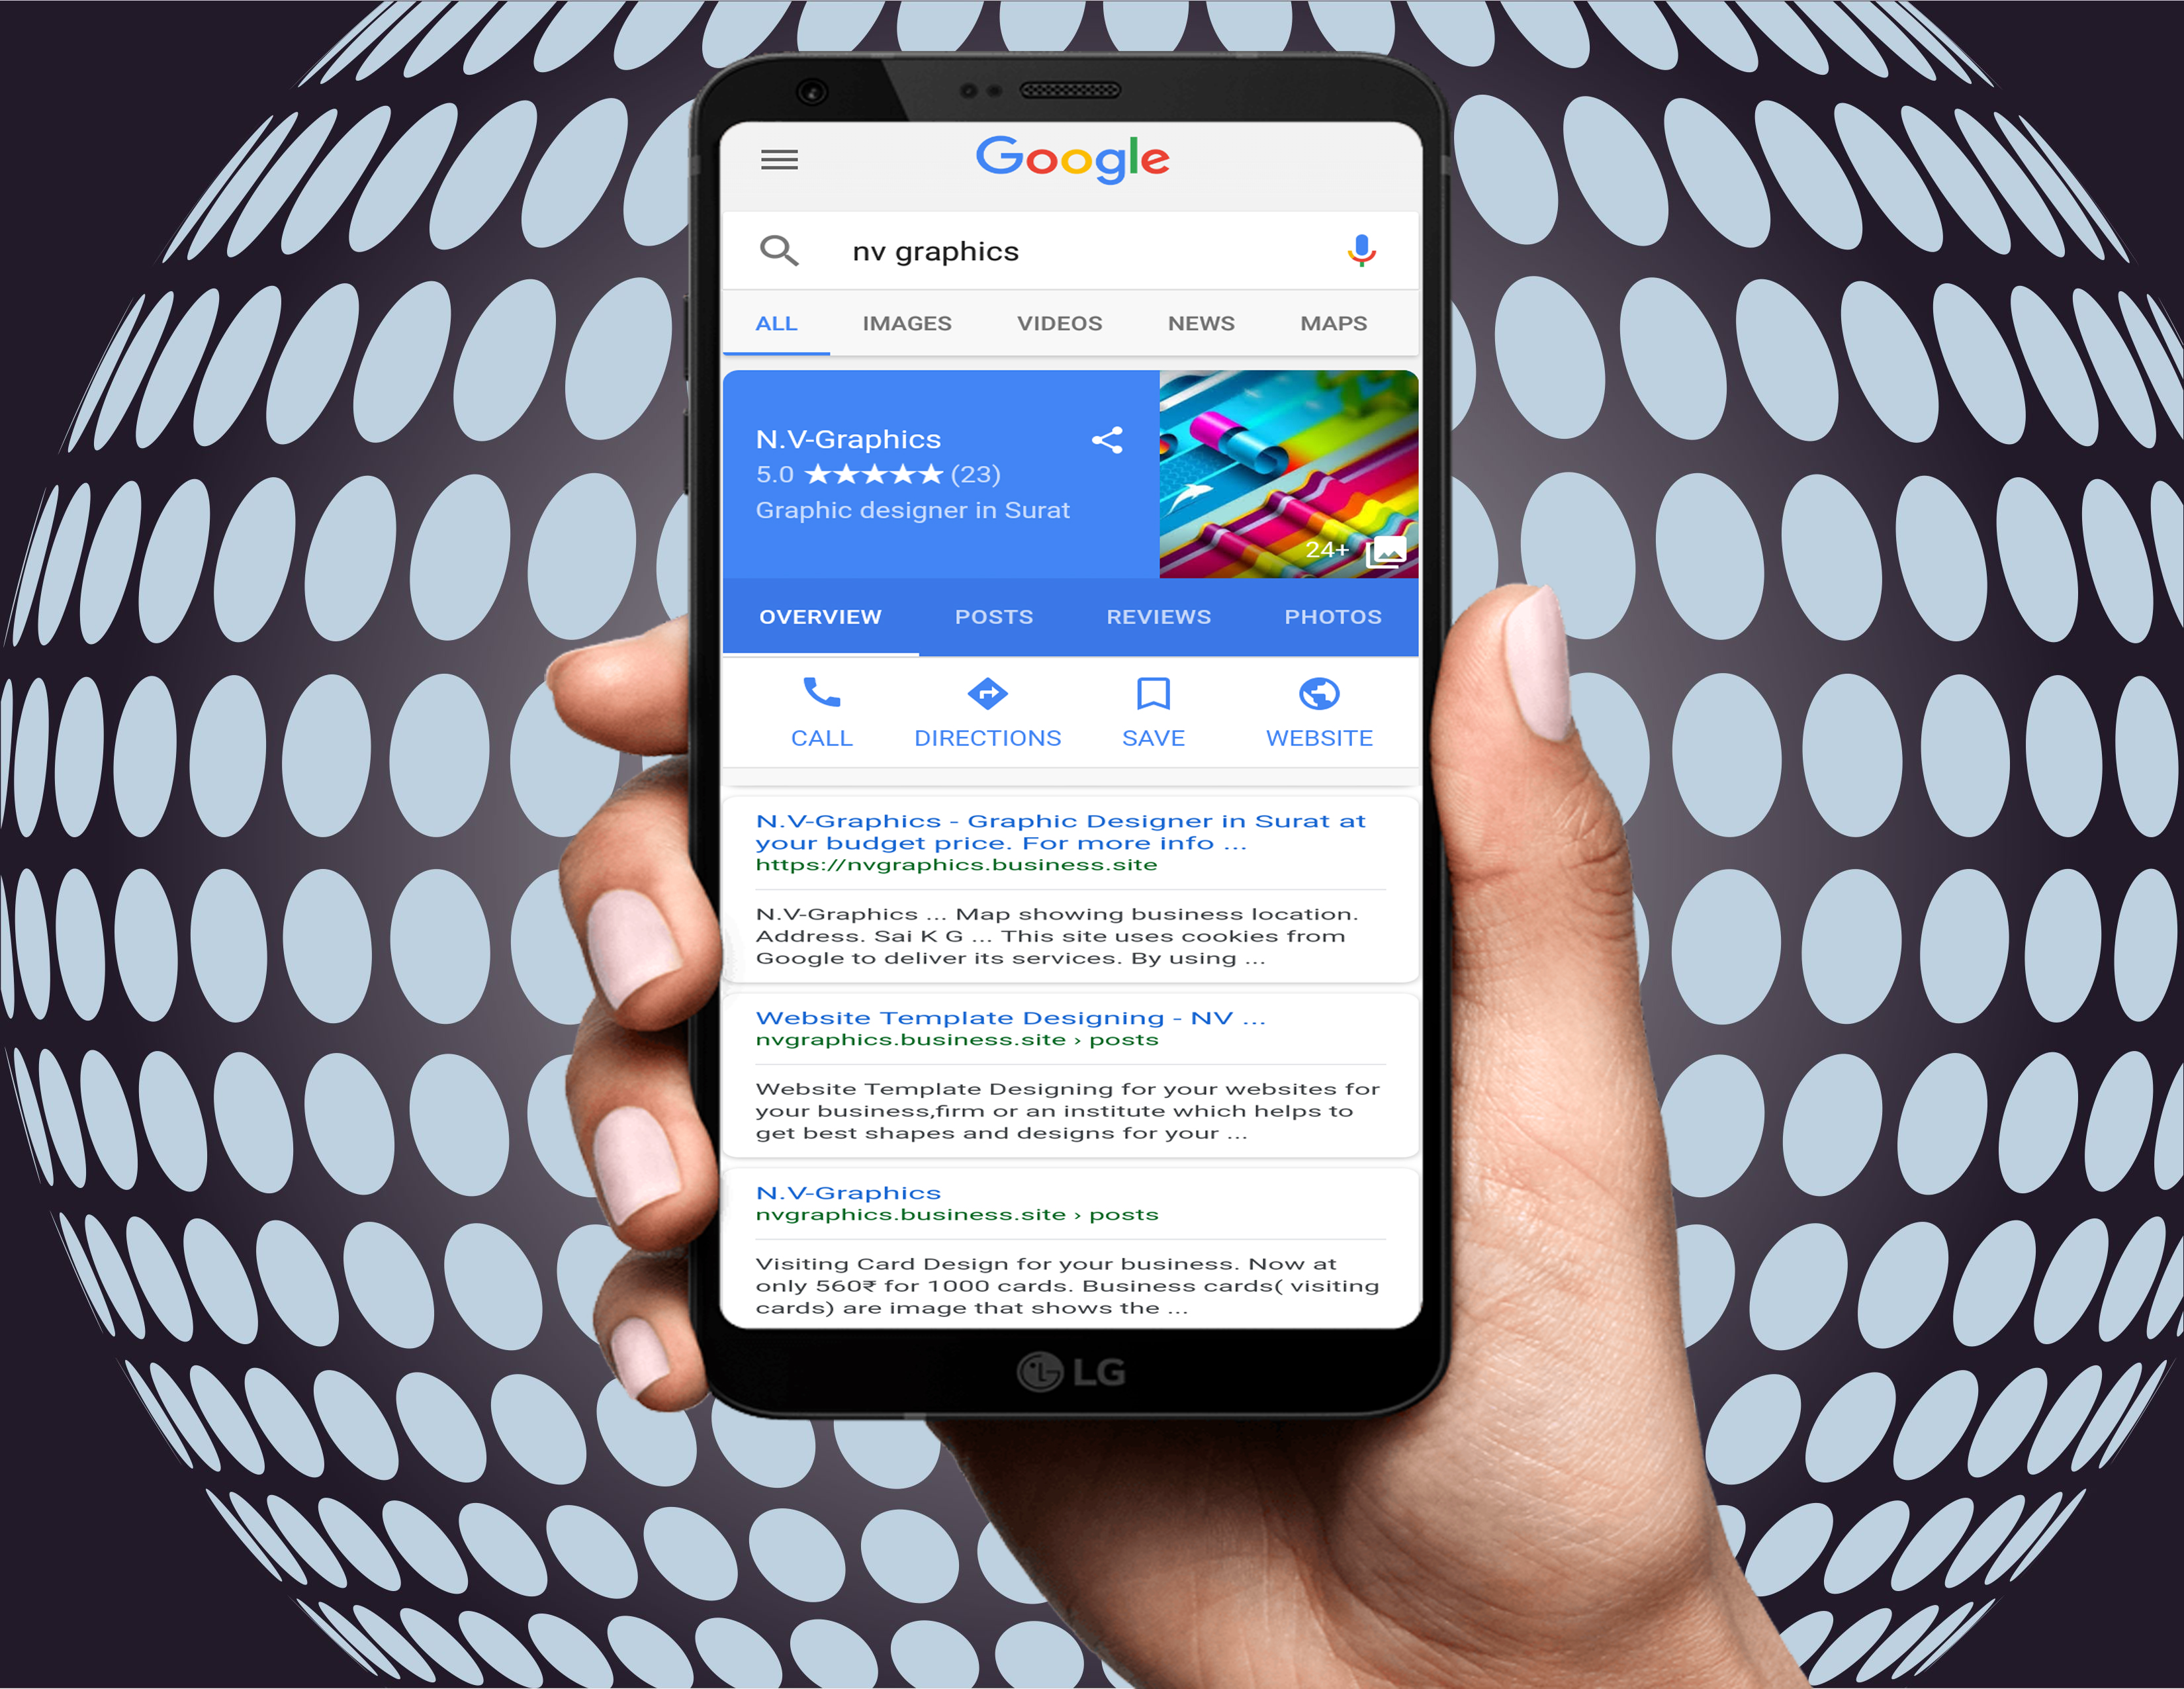 Google
nv graphics
ALL IMAGES VIDEOS NEWS MAPS
N.V-Graphics
5.0 ★★★★★ (23)
Graphic designer in Surat
24+
OVERVIEW POSTS REVIEWS PHOTOS
CALL DIRECTIONS SAVE WEBSITE
N.V-Graphics - Graphic Designer in Surat at
your budget price. For more info ...
https://nvgraphics.business.site
N.V-Graphics ... Map showing business location.
Address. Sai K G ... This site uses cookies from
Google to deliver its services. By using ...
Website Template Designing - NV ...
nvgraphics.business.site › posts
Website Template Designing for your websites for
your business,firm or an institute which helps to
get best shapes and designs for your ...
N.V-Graphics
nvgraphics.business.site › posts
Visiting Card Design for your business. Now at
only 560₹ for 1000 cards. Business cards( visiting
cards) are image that shows the ...
LG